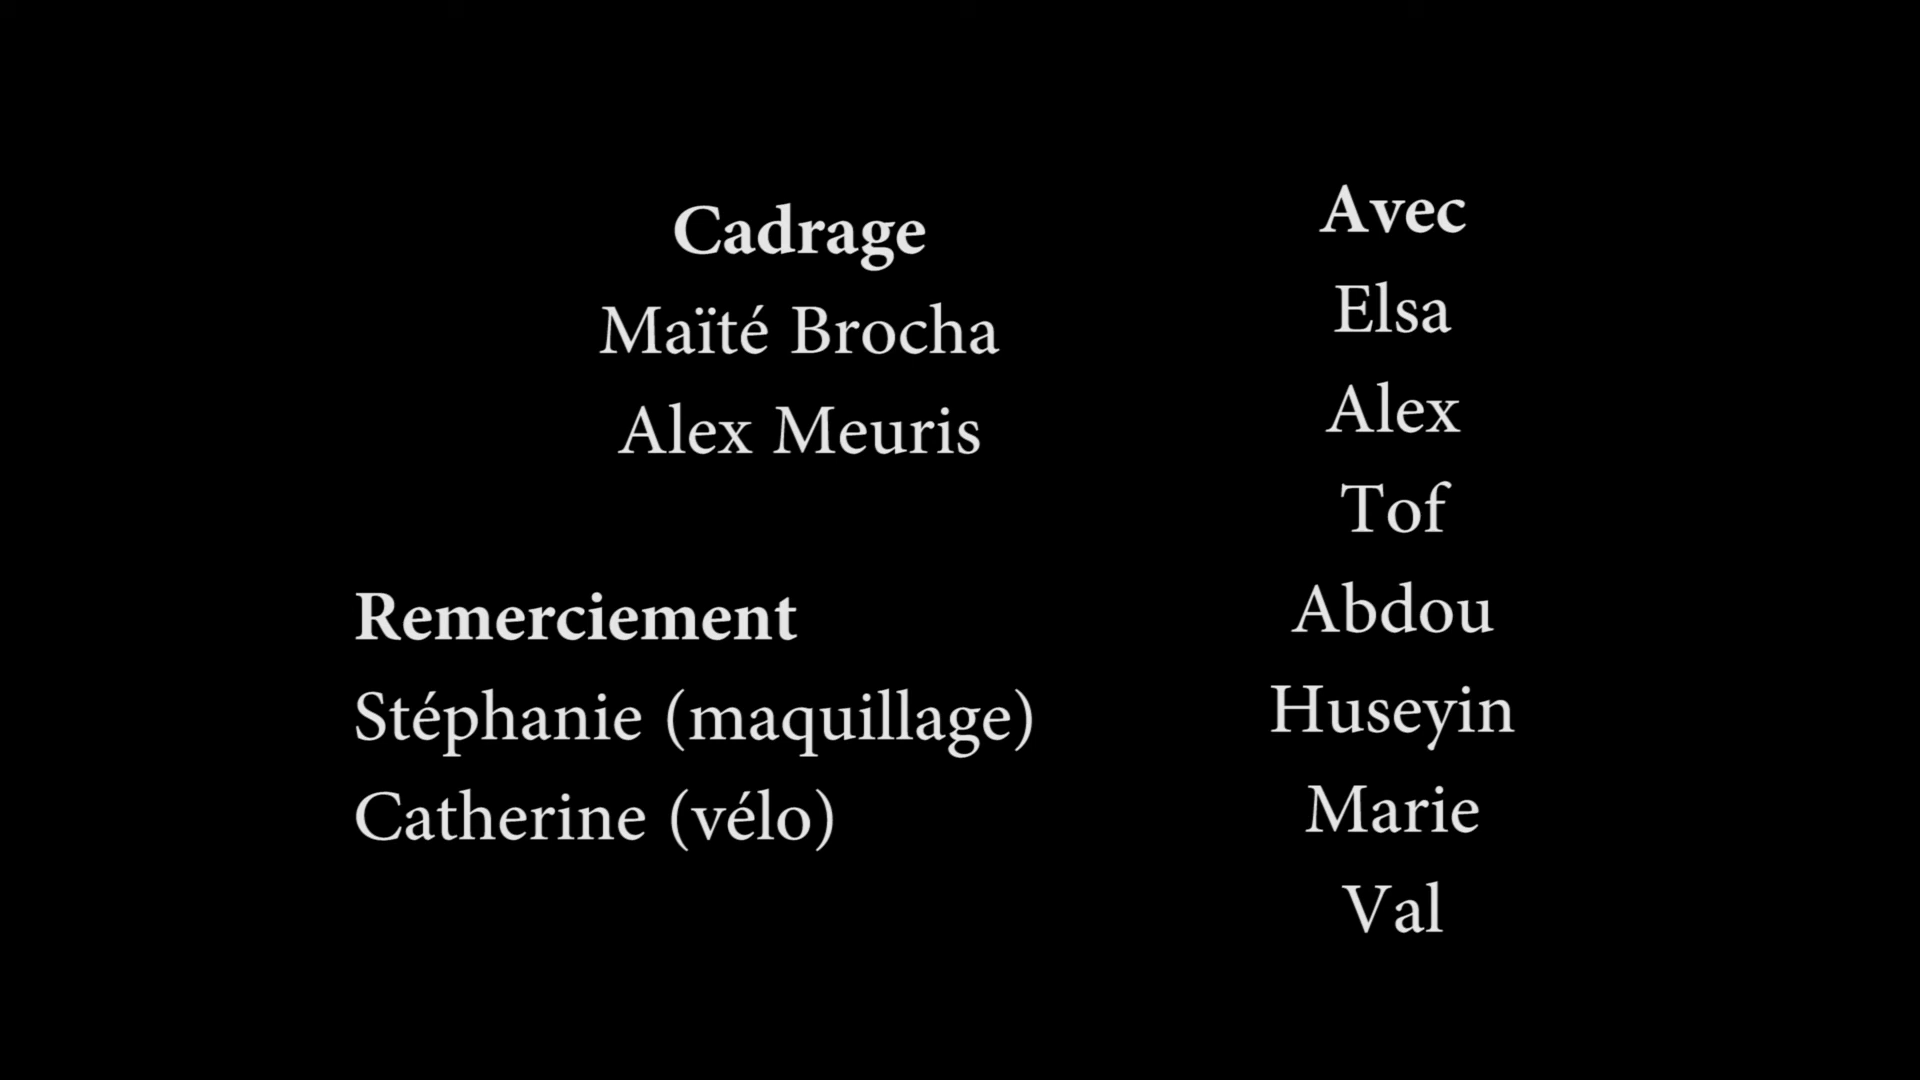 Cadrage
Maïté Brocha
Alex Meuris
Remerciement
Stéphanie (maquillage)
Catherine (vélo)
Avec
Elsa
Alex
Tof
Abdou
Huseyin
Marie
Val